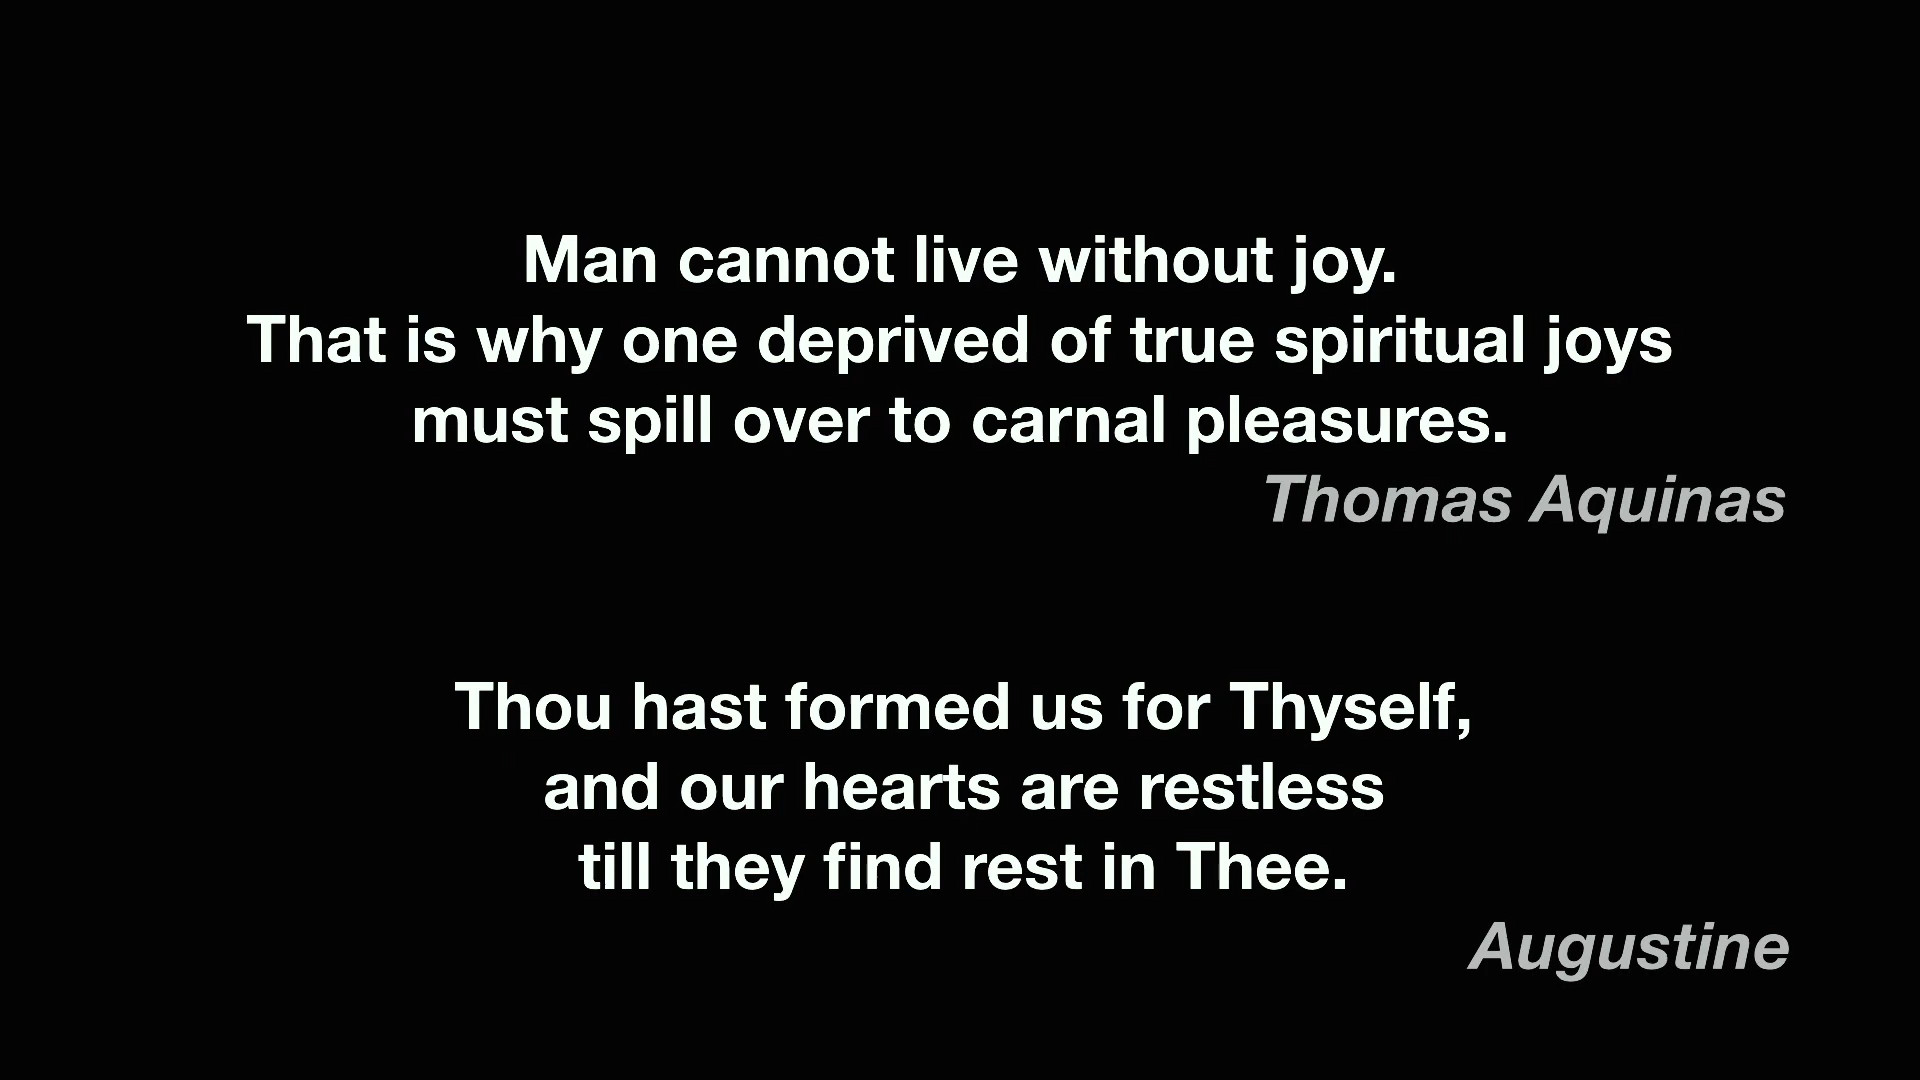 Man cannot live without joy.
That is why one deprived of true spiritual joys
must spill over to carnal pleasures.
Thomas Aquinas
Thou hast formed us for Thyself,
and our hearts are restless
till they find rest in Thee.
Augustine